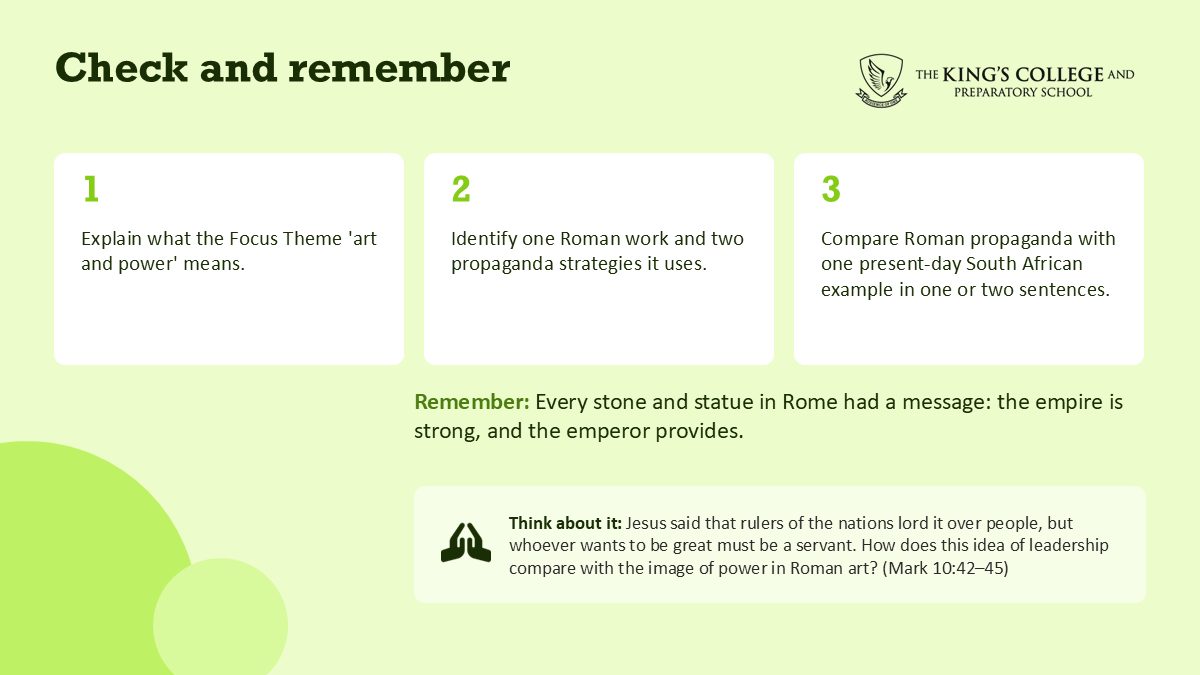 Check and remember
THE KING'S COLLEGE AND
PREPARATORY SCHOOL
1
Explain what the Focus Theme 'art
and power' means.
2
Identify one Roman work and two
propaganda strategies it uses.
3
Compare Roman propaganda with
one present-day South African
example in one or two sentences.
Remember: Every stone and statue in Rome had a message: the empire is
strong, and the emperor provides.
Think about it: Jesus said that rulers of the nations lord it over people, but
whoever wants to be great must be a servant. How does this idea of leadership
compare with the image of power in Roman art? (Mark 10:42–45)